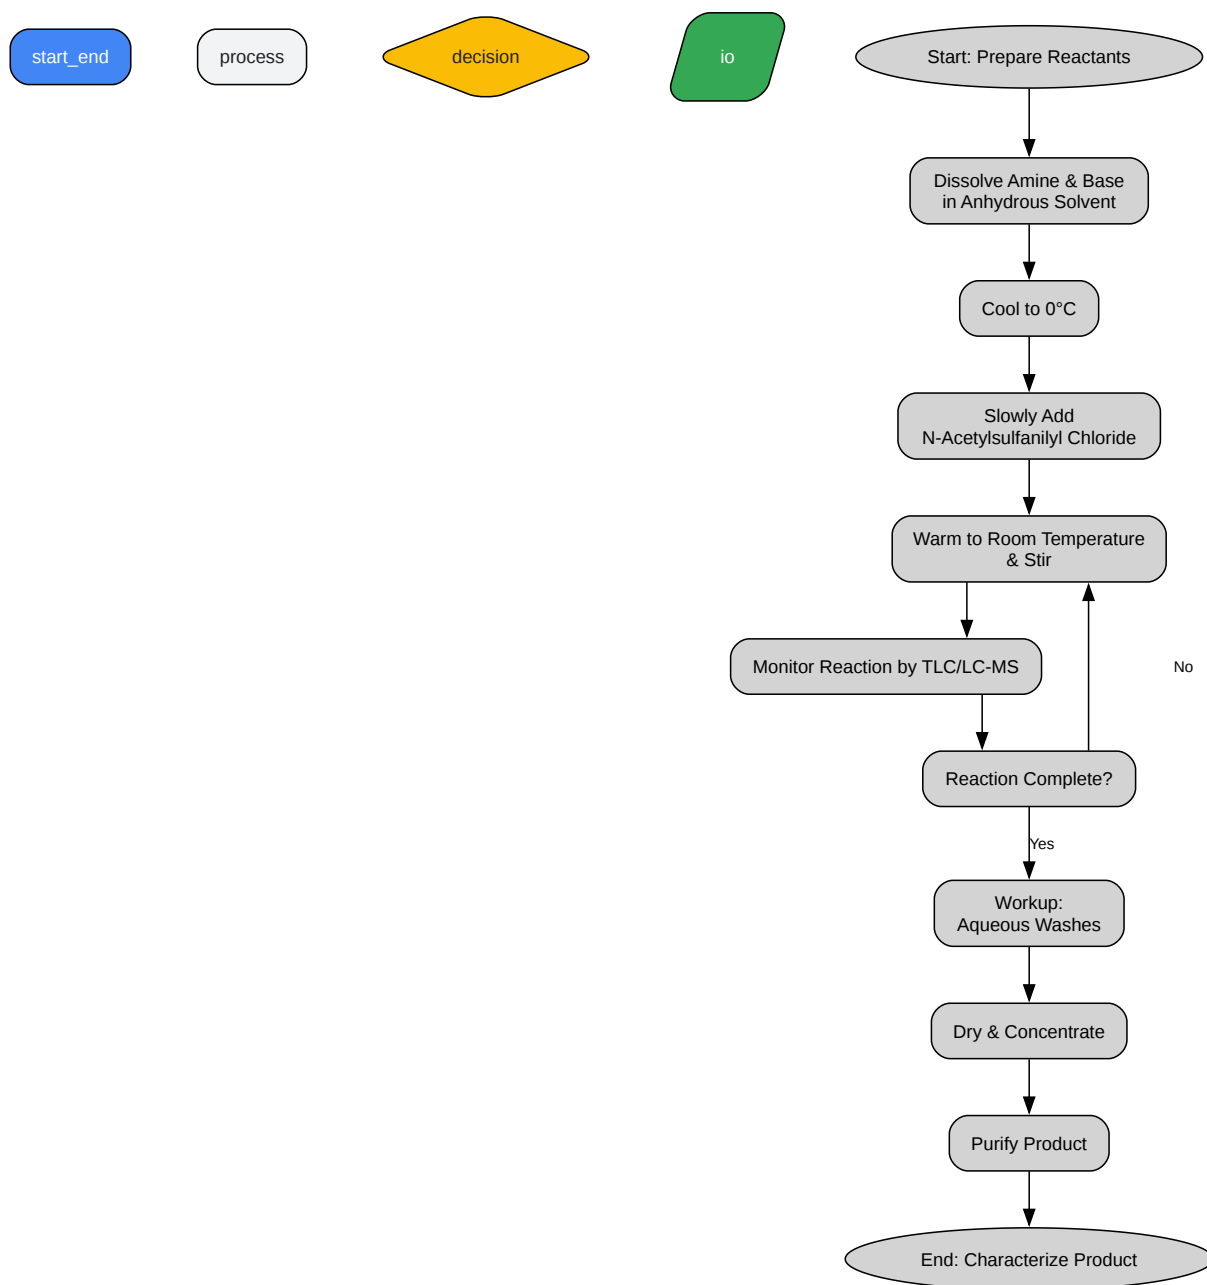 start_end
process
decision
io
Start: Prepare Reactants
Dissolve Amine & Base
in Anhydrous Solvent
Cool to 0°C
Slowly Add
N-Acetylsulfanilyl Chloride
Warm to Room Temperature
& Stir
Monitor Reaction by TLC/LC-MS
No
Reaction Complete?
Yes
Workup:
Aqueous Washes
Dry & Concentrate
Purify Product
End: Characterize Product